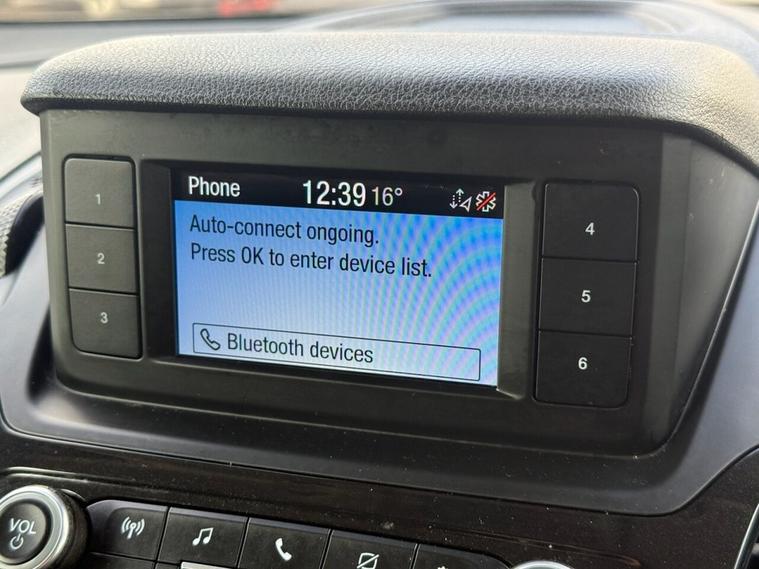 Phone 12:39 16°
Auto-connect ongoing.
Press OK to enter device list.
Bluetooth devices
1
2
3
4
5
6
VOL